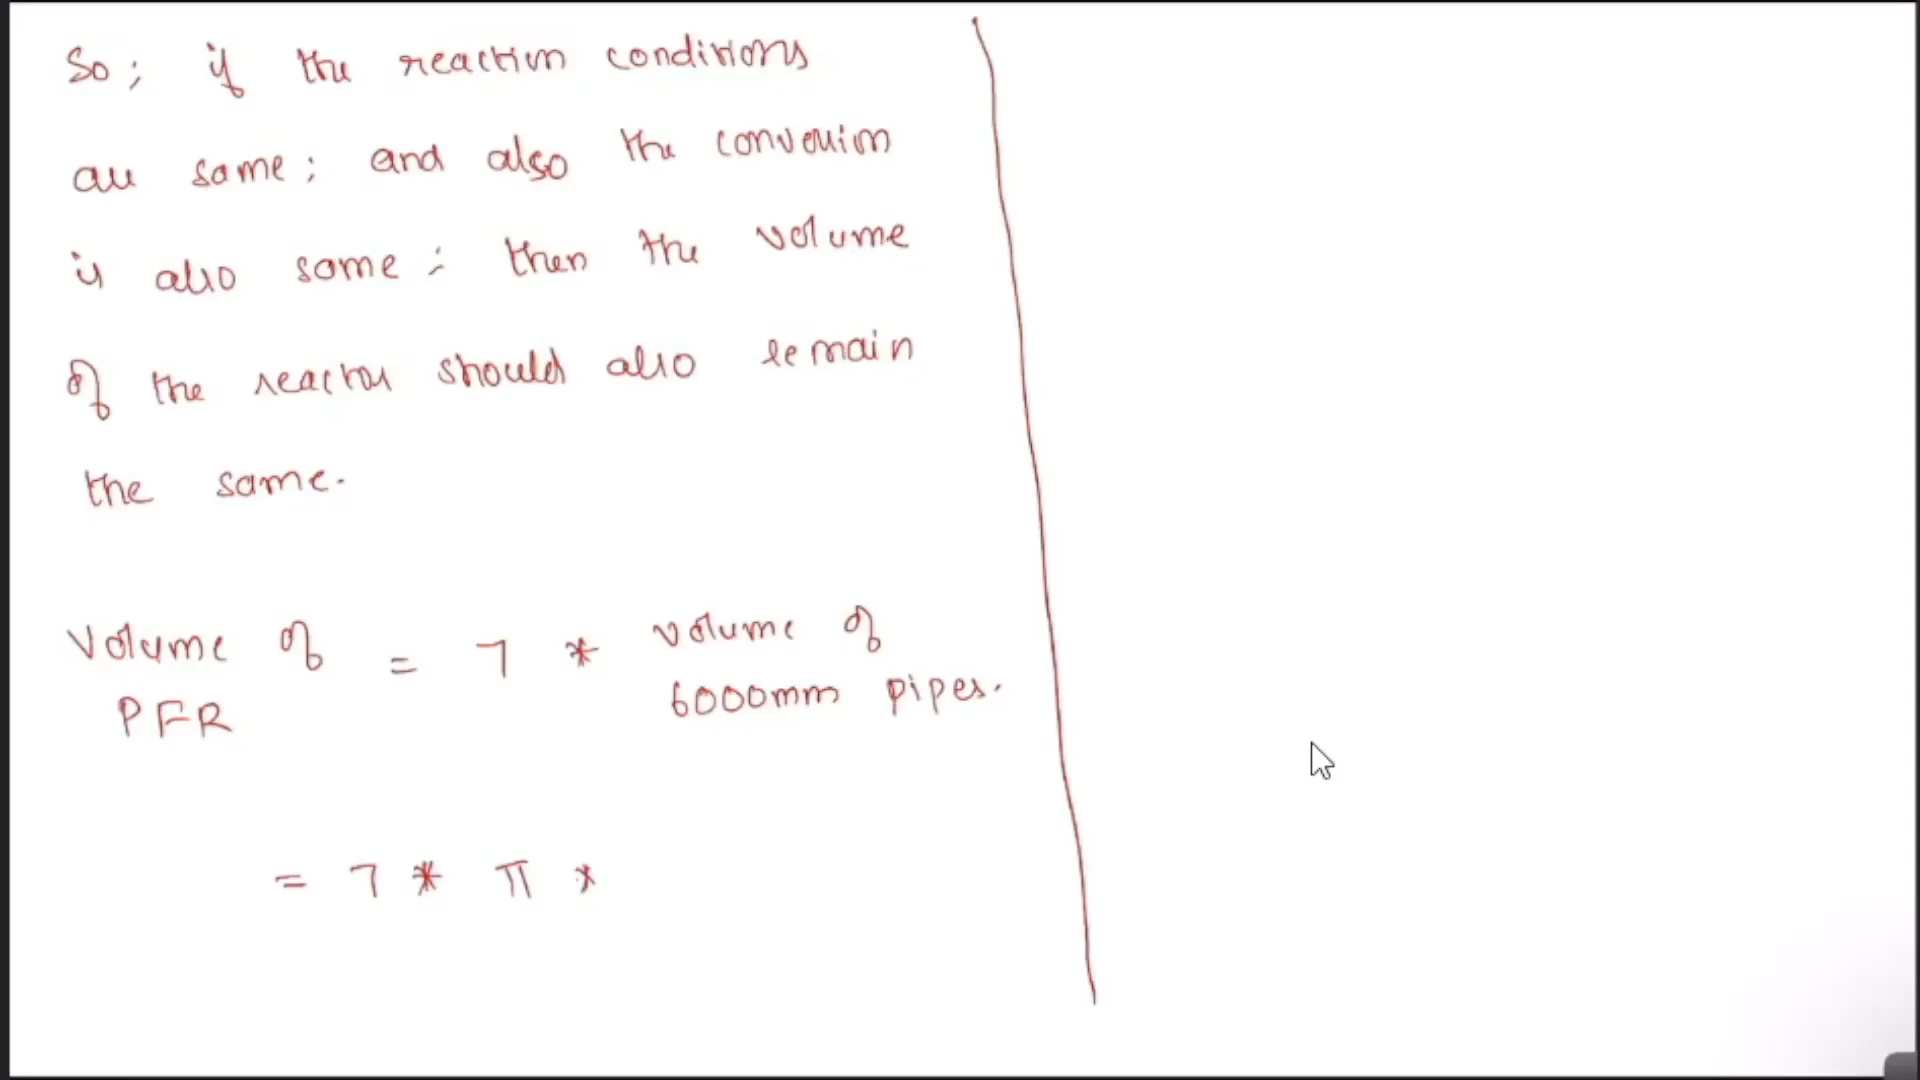 So; if the reaction conditions
are same; and also the conversion
is also same; then the volume
of the reactor should also remain
the same.
Volume of PFR = 7 * volume of 6000mm pipes.
= 7 * π *